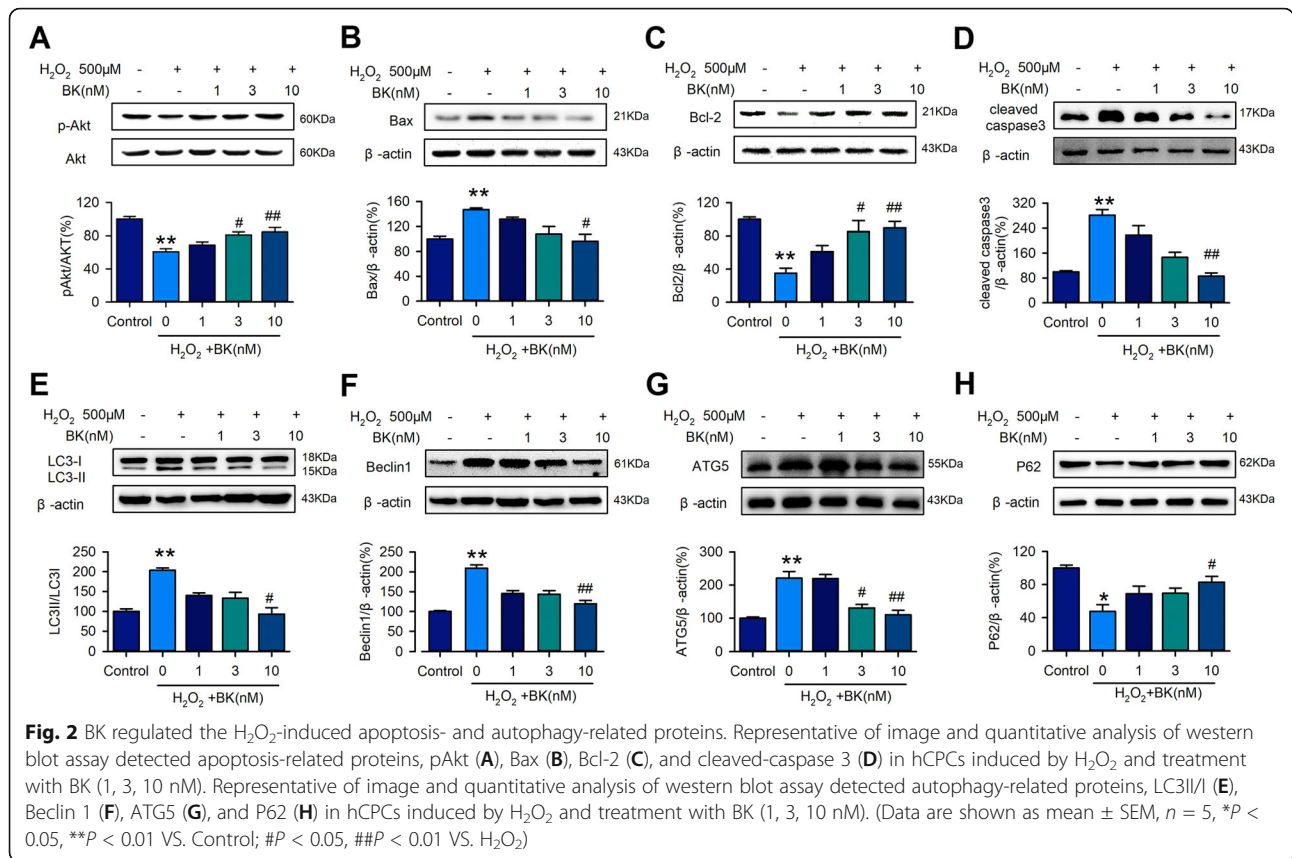 A
H₂O₂ 500µM - + + + +
BK(nM) - - 1 3 10
p-Akt 60KDa
Akt 60KDa
pAkt/AKT(%)
120
80
40
0
** # ##
Control 0 1 3 10
H₂O₂ +BK(nM)
B
H₂O₂ 500µM - + + + +
BK(nM) - - 1 3 10
Bax 21KDa
β -actin 43KDa
Bax/β -actin(%)
160
120
80
40
0
** #
Control 0 1 3 10
H₂O₂ +BK(nM)
C
H₂O₂ 500µM - + + + +
BK(nM) - - 1 3 10
Bcl-2 21KDa
β -actin 43KDa
Bcl2/β -actin(%)
120
80
40
0
** # ##
Control 0 1 3 10
H₂O₂ +BK(nM)
D
H₂O₂ 500µM - + + + +
BK(nM) - - 1 3 10
cleaved
caspase3 17KDa
β -actin 43KDa
cleaved caspase3
/β -actin(%)
320
240
160
80
0
** ##
Control 0 1 3 10
H₂O₂ +BK(nM)
E
H₂O₂ 500µM - + + + +
BK(nM) - - 1 3 10
LC3-I 18KDa
LC3-II 15KDa
β -actin 43KDa
LC3II/LC3I
250
200
150
100
50
0
** #
Control 0 1 3 10
H₂O₂ +BK(nM)
F
H₂O₂ 500µM - + + + +
BK(nM) - - 1 3 10
Beclin1 61KDa
β -actin 43KDa
Beclin1/β -actin(%)
250
200
150
100
50
0
** ##
Control 0 1 3 10
H₂O₂ +BK(nM)
G
H₂O₂ 500µM - + + + +
BK(nM) - - 1 3 10
ATG5 55KDa
β -actin 43KDa
ATG5/β -actin(%)
300
200
100
0
** # ##
Control 0 1 3 10
H₂O₂ +BK(nM)
H
H₂O₂ 500µM - + + + +
BK(nM) - - 1 3 10
P62 62KDa
β -actin 43KDa
P62/β -actin(%)
120
80
40
0
* #
Control 0 1 3 10
H₂O₂+BK(nM)
Fig. 2 BK regulated the H₂O₂-induced apoptosis- and autophagy-related proteins. Representative of image and quantitative analysis of western
blot assay detected apoptosis-related proteins, pAkt (A), Bax (B), Bcl-2 (C), and cleaved-caspase 3 (D) in hCPCs induced by H₂O₂ and treatment
with BK (1, 3, 10 nM). Representative of image and quantitative analysis of western blot assay detected autophagy-related proteins, LC3II/I (E),
Beclin 1 (F), ATG5 (G), and P62 (H) in hCPCs induced by H₂O₂ and treatment with BK (1, 3, 10 nM). (Data are shown as mean ± SEM, n = 5, *P <
0.05, **P < 0.01 VS. Control; #P < 0.05, ##P < 0.01 VS. H₂O₂)